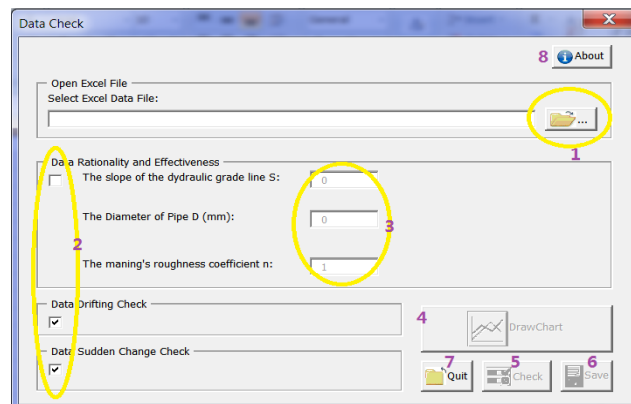 Data Check
8 About
Open Excel File
Select Excel Data File:
...
1
Data Rationality and Effectiveness
The slope of the dydraulic grade line S: 0
The Diameter of Pipe D (mm): 0
2
3
The maning's roughness coefficient n: 1
Data Drifting Check
4 DrawChart
Data Sudden Change Check
7 5 6
Quit Check Save